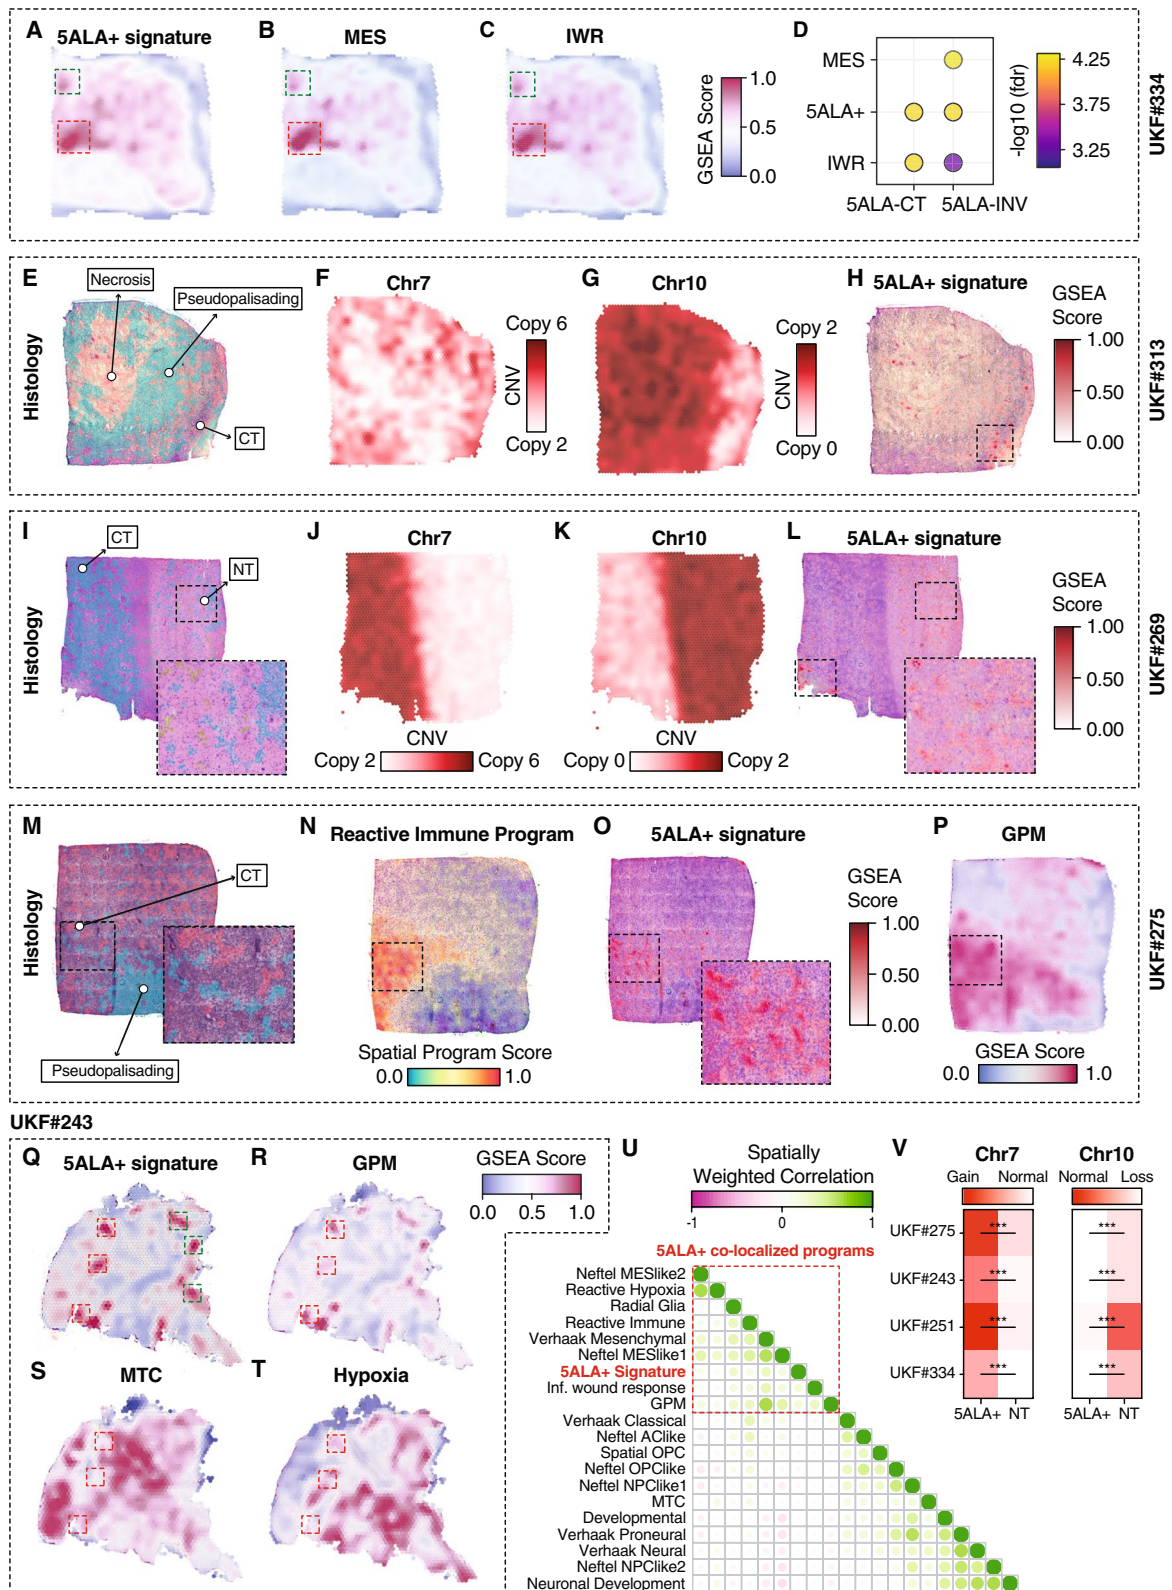 A 5ALA+ signature
B MES
C IWR
GSEA Score
1.0
0.5
0.0
D
MES
5ALA+
IWR
5ALA-CT 5ALA-INV
-log10 (fdr)
4.25
3.75
3.25
UKF#334
E
Histology
Necrosis
Pseudopalisading
CT
F Chr7
Copy 6
CNV
Copy 2
G Chr10
Copy 2
CNV
Copy 0
H 5ALA+ signature
GSEA
Score
1.00
0.50
0.00
UKF#313
I
Histology
CT
NT
J Chr7
CNV
Copy 2 Copy 6
K Chr10
CNV
Copy 0 Copy 2
L 5ALA+ signature
GSEA
Score
1.00
0.50
0.00
UKF#269
M
Histology
CT
Pseudopalisading
N Reactive Immune Program
Spatial Program Score
0.0 1.0
O 5ALA+ signature
GSEA
Score
1.00
0.50
0.00
P GPM
GSEA Score
0.0 1.0
UKF#275
UKF#243
Q 5ALA+ signature
R GPM
GSEA Score
0.0 0.5 1.0
S MTC
T Hypoxia
U
Spatially
Weighted Correlation
-1 0 1
5ALA+ co-localized programs
Neftel MESlike2
Reactive Hypoxia
Radial Glia
Reactive Immune
Verhaak Mesenchymal
Neftel MESlike1
5ALA+ Signature
Inf. wound response
GPM
Verhaak Classical
Neftel AClike
Spatial OPC
Neftel OPClike
Neftel NPClike1
MTC
Developmental
Verhaak Proneural
Verhaak Neural
Neftel NPClike2
Neuronal Development
V
Chr7 Chr10
Gain Normal Normal Loss
UKF#275 *** ***
UKF#243 *** ***
UKF#251 *** ***
UKF#334 *** ***
5ALA+ NT 5ALA+ NT